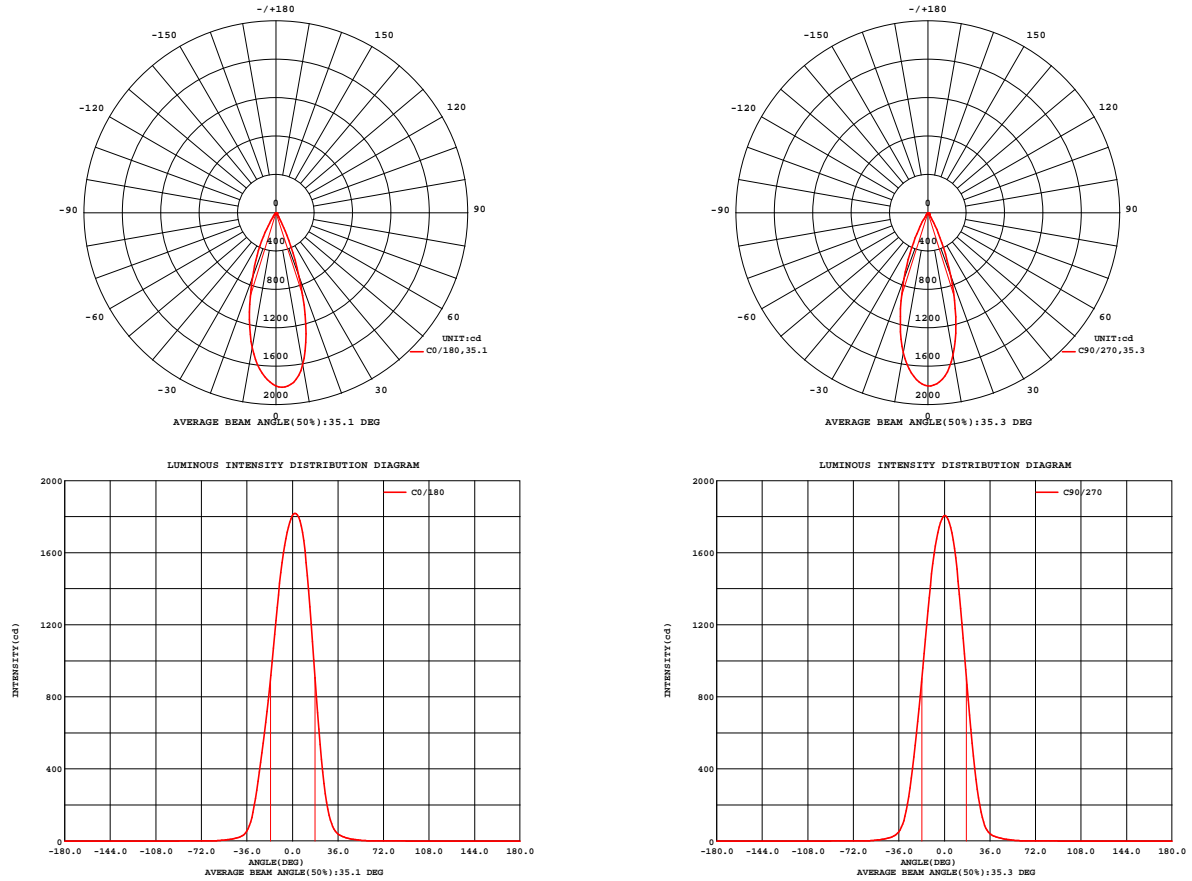 -/+180
-150 150
-120 120
-90 90
-60 60
-30 30
0
0
400
800
1200
1600
2000
UNIT:cd
C0/180,35.1
AVERAGE BEAM ANGLE(50%):35.1 DEG
-/+180
-150 150
-120 120
-90 90
-60 60
-30 30
0
0
400
800
1200
1600
2000
UNIT:cd
C90/270,35.3
AVERAGE BEAM ANGLE(50%):35.3 DEG
LUMINOUS INTENSITY DISTRIBUTION DIAGRAM
C0/180
2000
1600
1200
800
400
0
INTENSITY(cd)
-180.0 -144.0 -108.0 -72.0 -36.0 0.0 36.0 72.0 108.0 144.0 180.0
ANGLE(DEG)
AVERAGE BEAM ANGLE(50%):35.1 DEG
LUMINOUS INTENSITY DISTRIBUTION DIAGRAM
C90/270
2000
1600
1200
800
400
0
INTENSITY(cd)
-180.0 -144.0 -108.0 -72.0 -36.0 0.0 36.0 72.0 108.0 144.0 180.0
ANGLE(DEG)
AVERAGE BEAM ANGLE(50%):35.3 DEG